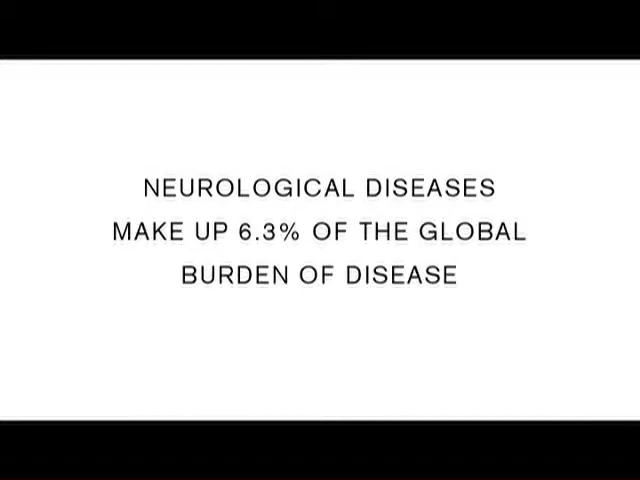 NEUROLOGICAL DISEASES
MAKE UP 6.3% OF THE GLOBAL
BURDEN OF DISEASE